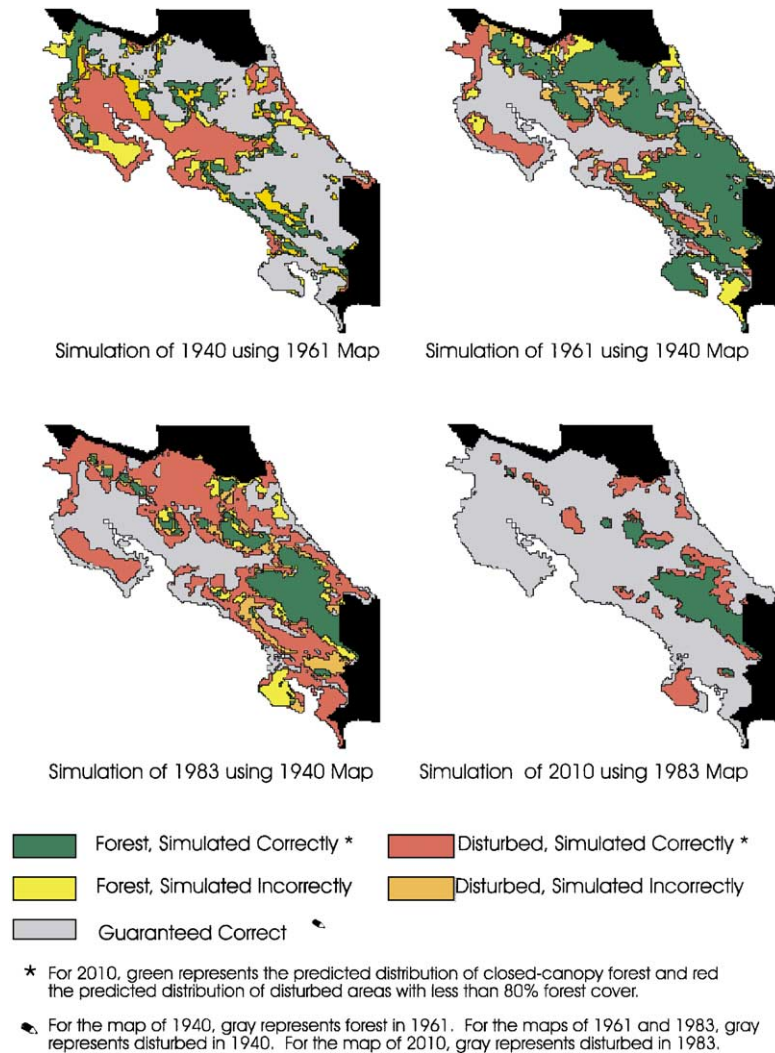 Simulation of 1940 using 1961 Map
Simulation of 1961 using 1940 Map
Simulation of 1983 using 1940 Map
Simulation of 2010 using 1983 Map
Forest, Simulated Correctly *
Disturbed, Simulated Correctly *
Forest, Simulated Incorrectly
Disturbed, Simulated Incorrectly
Guaranteed Correct ✎
* For 2010, green represents the predicted distribution of closed-canopy forest and red
the predicted distribution of disturbed areas with less than 80% forest cover.
✎ For the map of 1940, gray represents forest in 1961. For the maps of 1961 and 1983, gray
represents disturbed in 1940. For the map of 2010, gray represents disturbed in 1983.